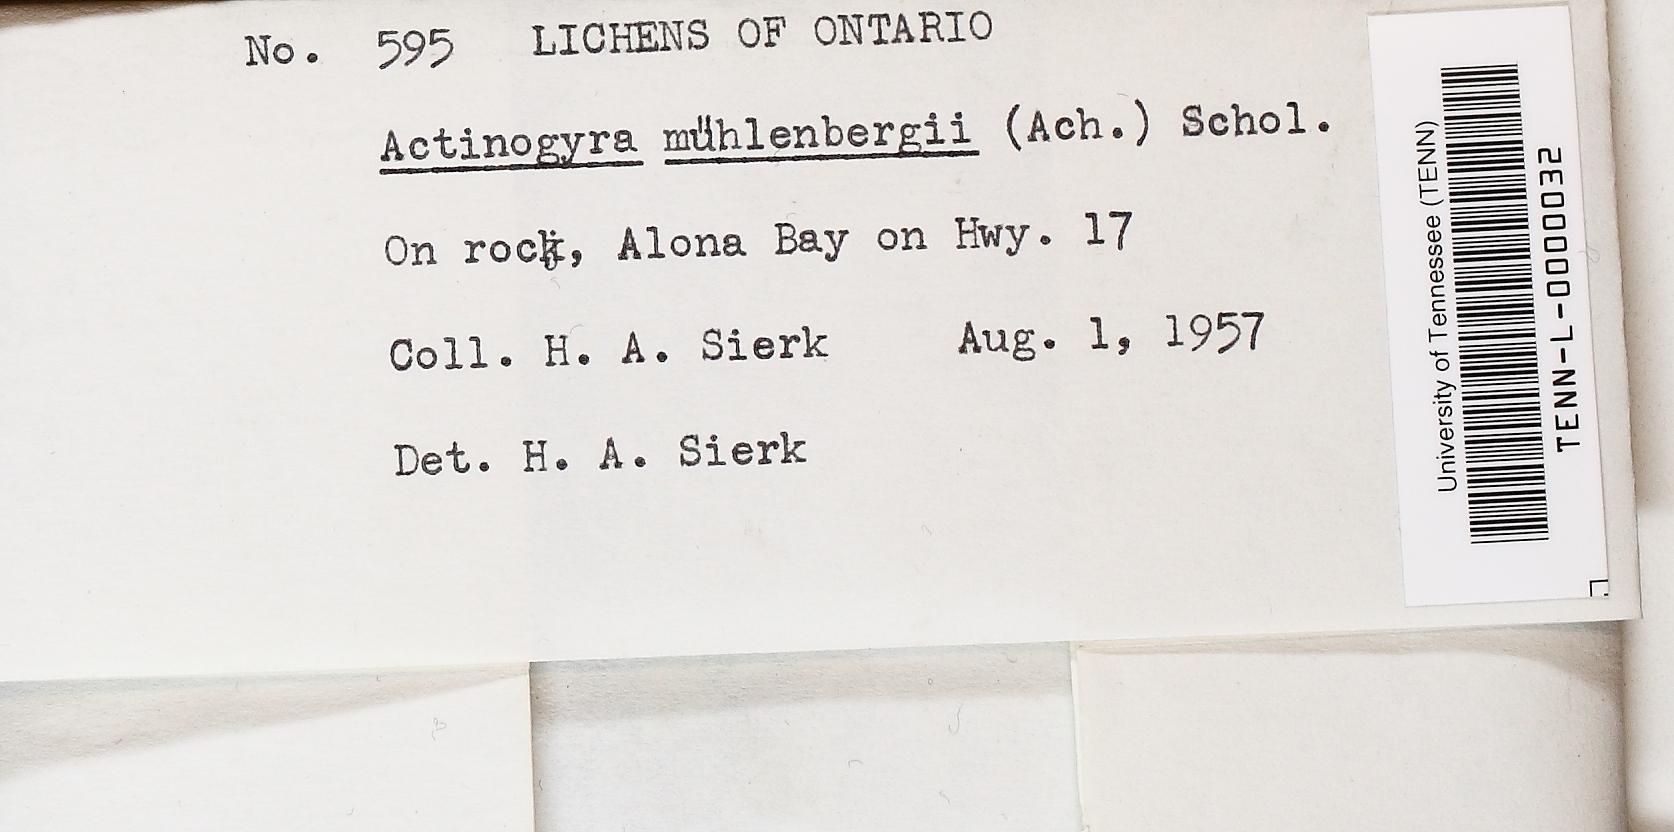 No. 595 LICHENS OF ONTARIO
Actinogyra mühlenbergii (Ach.) Schol.
On rock, Alona Bay on Hwy. 17
Coll. H. A. Sierk Aug. 1, 1957
Det. H. A. Sierk
University of Tennessee (TENN)
TENN-L-0000032